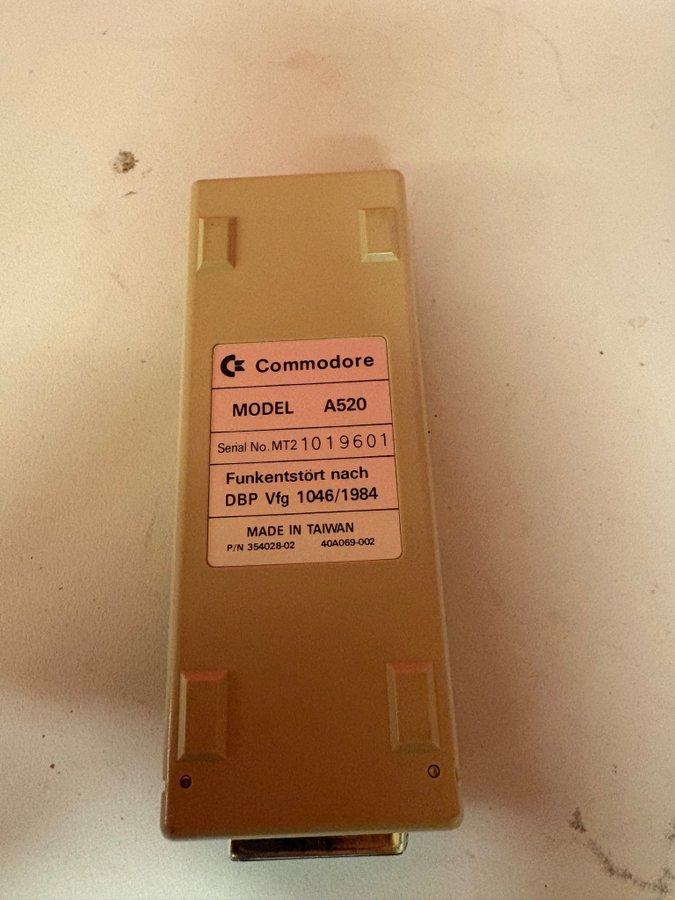 Commodore
MODEL A520
Serial No. MT2 1019601
Funkentstört nach
DBP Vfg 1046/1984
MADE IN TAIWAN
P/N 354028-02 40A069-002